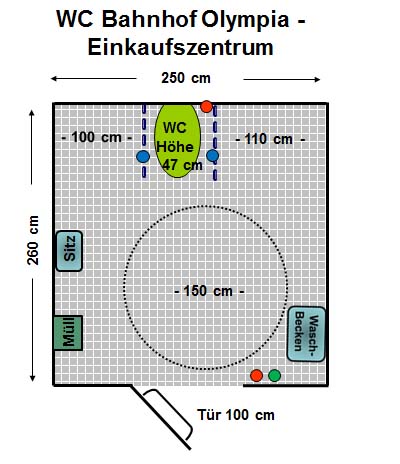 WC Bahnhof Olympia -
Einkaufszentrum
250 cm
- 100 cm -
WC
Höhe
47 cm
- 110 cm -
260 cm
Sitz
- 150 cm -
Müll
Wasch-
Becken
Tür 100 cm